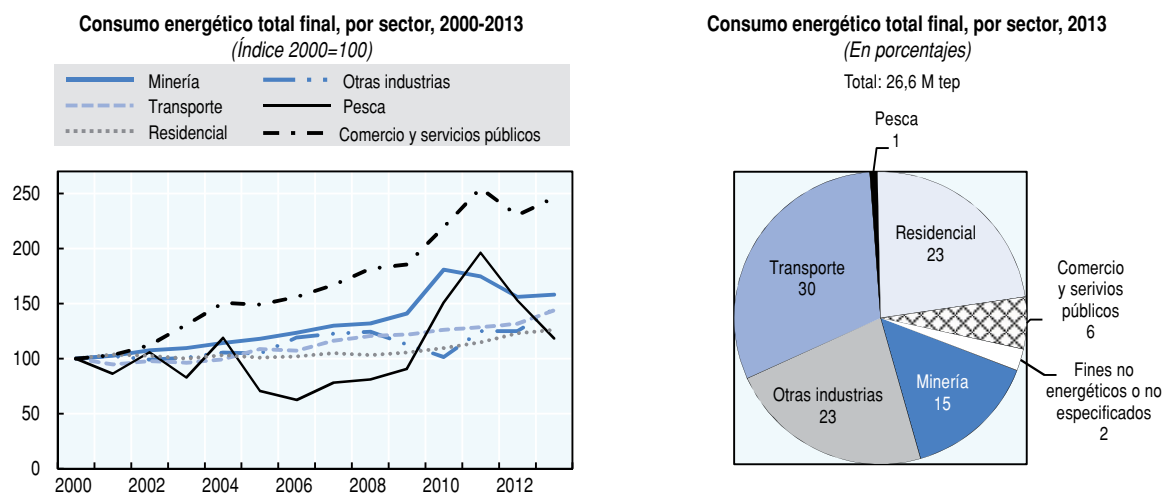 Consumo energético total final, por sector, 2000-2013
(Índice 2000=100)
Minería
Otras industrias
Transporte
Pesca
Residencial
Comercio y servicios públicos
250
200
150
100
50
0
2000
2002
2004
2006
2008
2010
2012
Consumo energético total final, por sector, 2013
(En porcentajes)
Total: 26,6 M tep
Pesca
1
Residencial
23
Comercio
y serivios
públicos
6
Fines no
energéticos o no
especificados
2
Minería
15
Otras industrias
23
Transporte
30